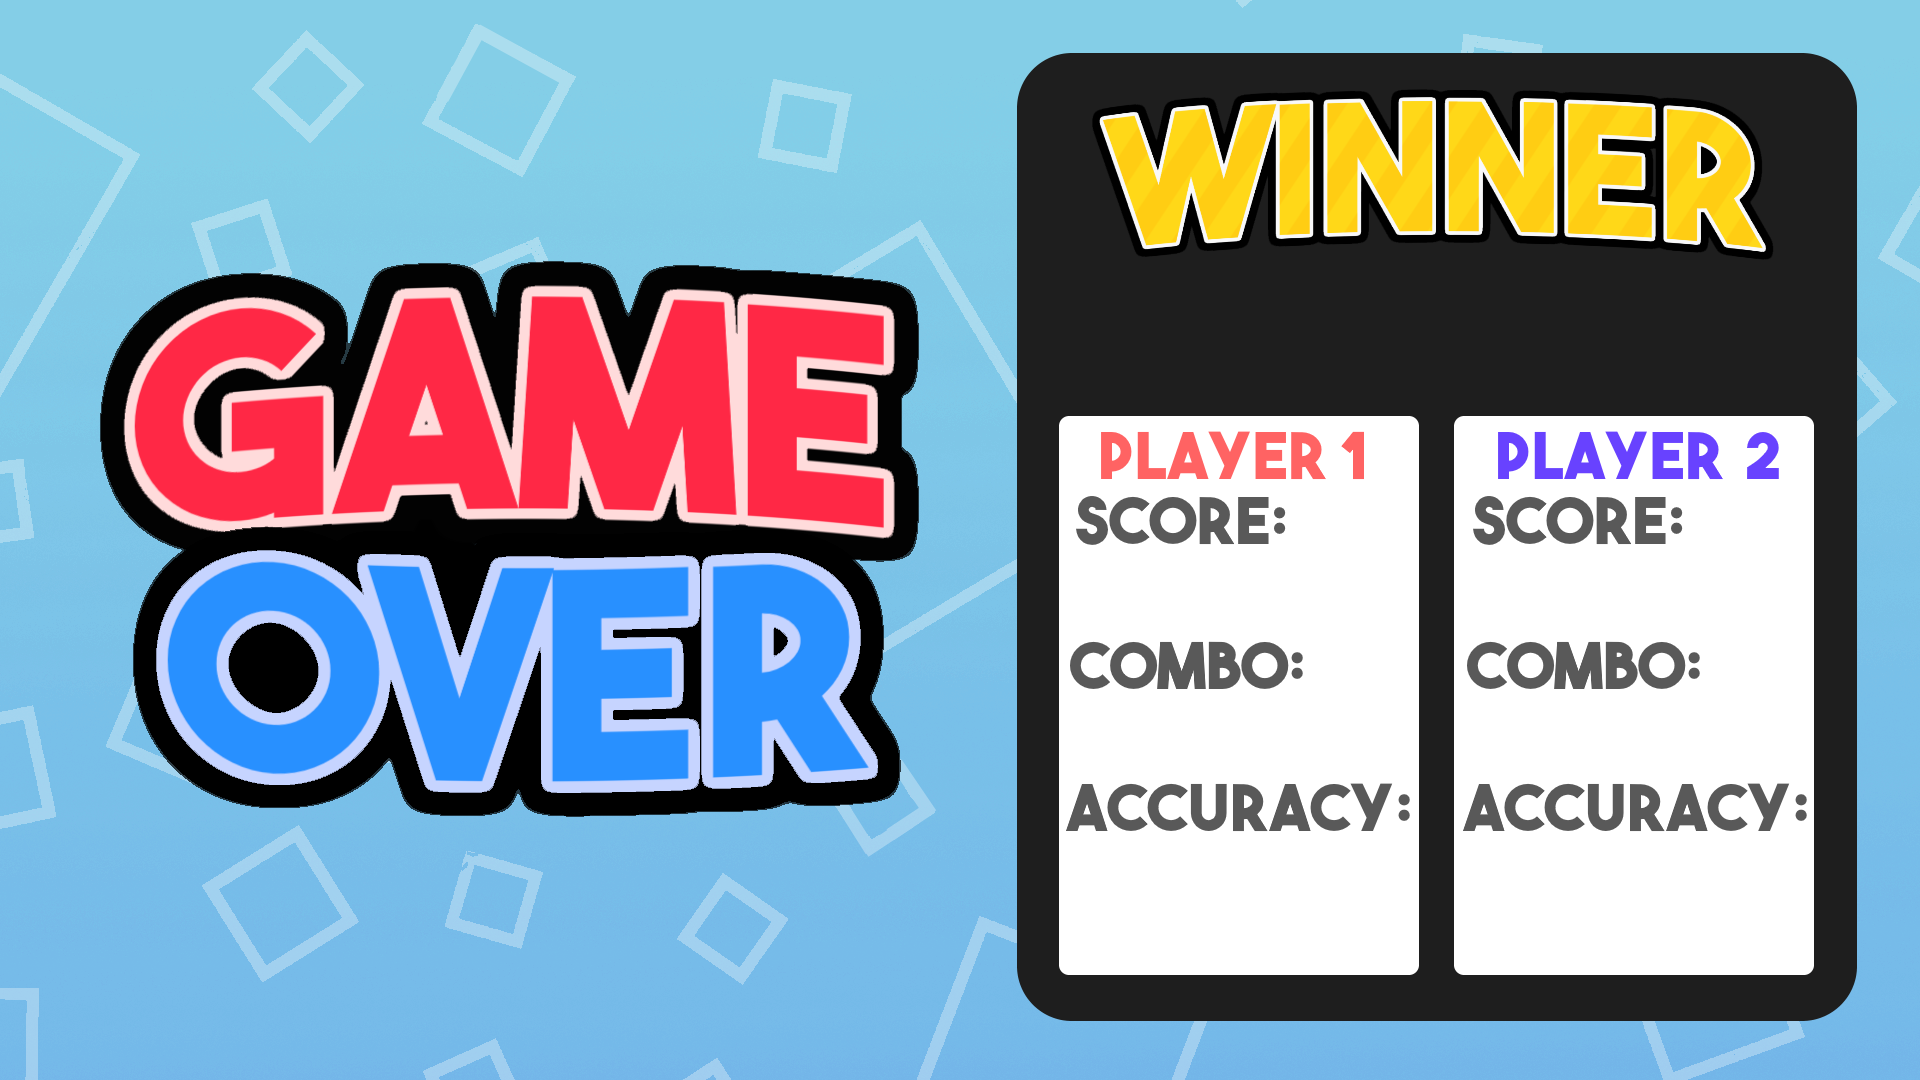 GAME
OVER
WINNER
PLAYER 1
SCORE:
COMBO:
ACCURACY:
PLAYER 2
SCORE:
COMBO:
ACCURACY: